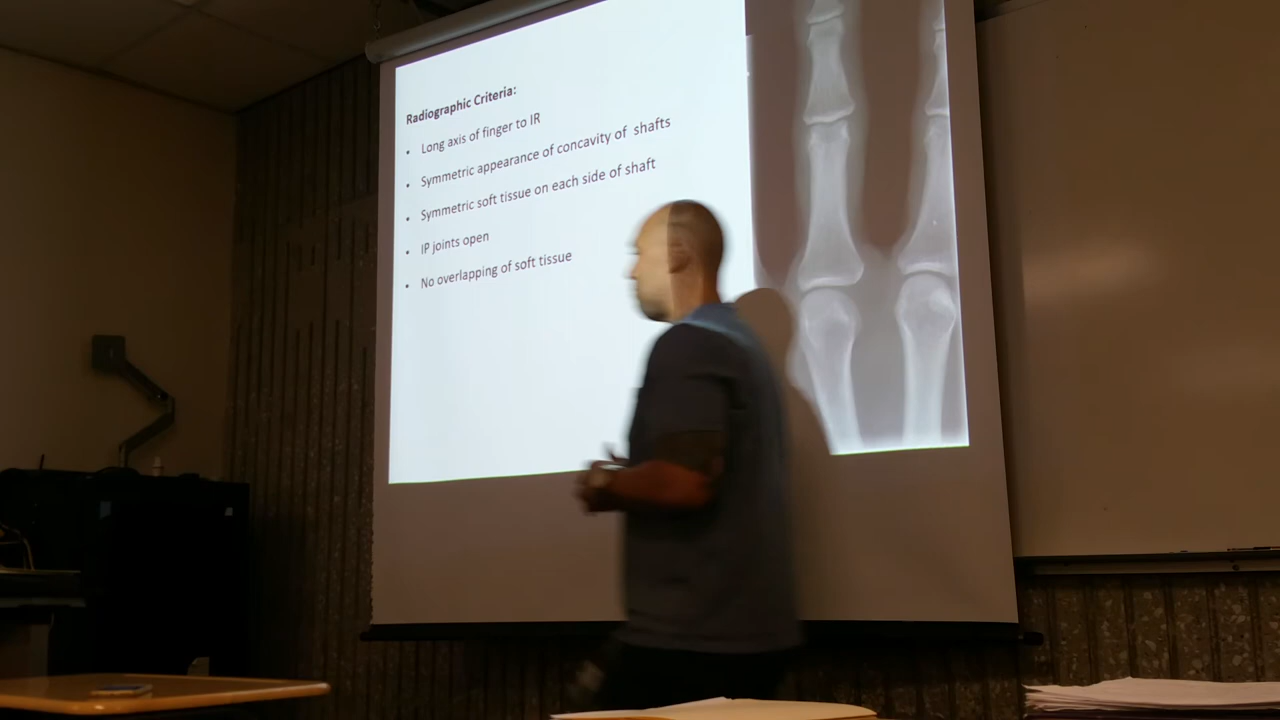 Radiographic Criteria:
• Long axis of finger to IR
• Symmetric appearance of concavity of shafts
• Symmetric soft tissue on each side of shaft
• IP joints open
• No overlapping of soft tissue